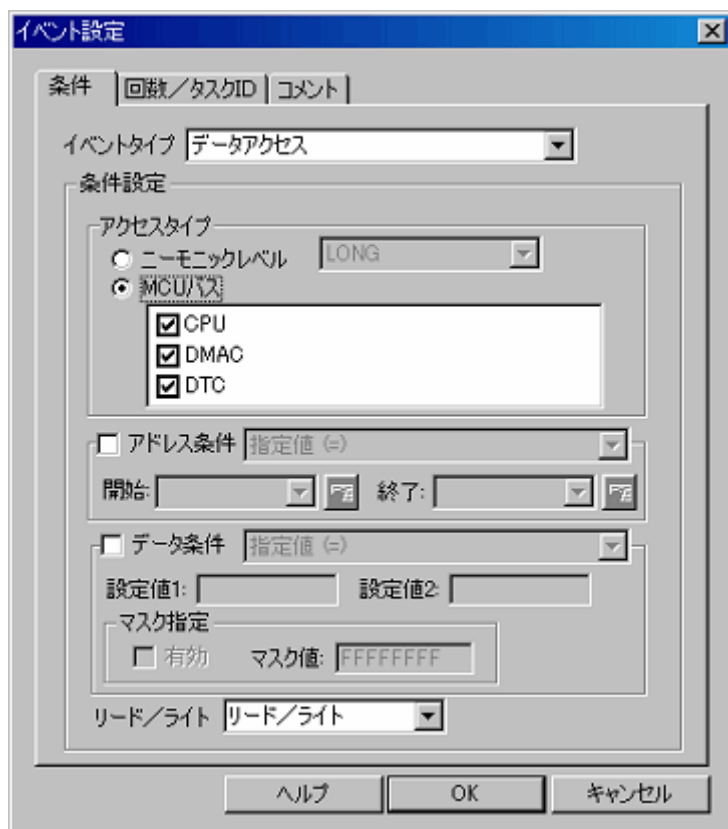 イベント設定
条件 回数／タスクID コメント
イベントタイプ データアクセス
条件設定
アクセスタイプ
ニーモニックレベル LONG
MCUバス
CPU
DMAC
DTC
アドレス条件 指定値 (=)
開始: 終了:
データ条件 指定値 (=)
設定値1: 設定値2:
マスク指定
有効 マスク値: FFFFFFFF
リード／ライト リード／ライト
ヘルプ OK キャンセル